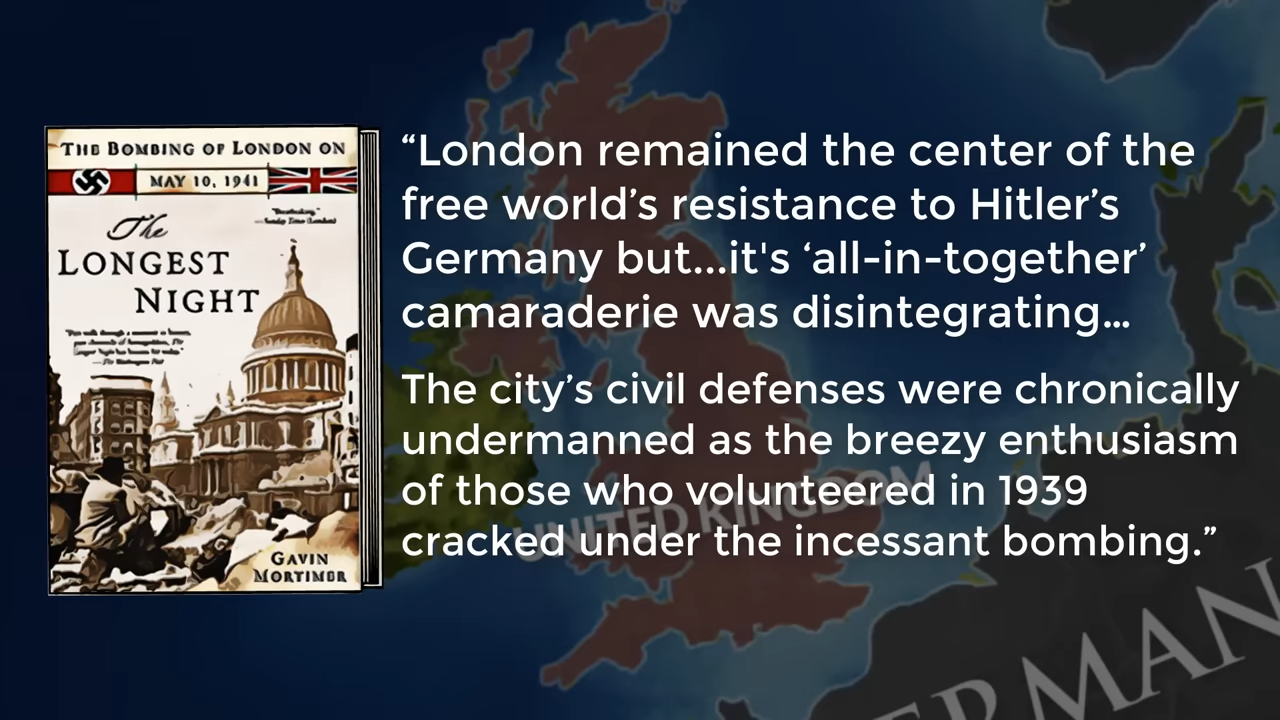 THE BOMBING OF LONDON ON
MAY 10, 1941
The
LONGEST
NIGHT
GAVIN
MORTIMER
“London remained the center of the
free world’s resistance to Hitler’s
Germany but...it's ‘all-in-together’
camaraderie was disintegrating...
The city’s civil defenses were chronically
undermanned as the breezy enthusiasm
of those who volunteered in 1939
cracked under the incessant bombing.”
UNITED KINGDOM
ERMAN